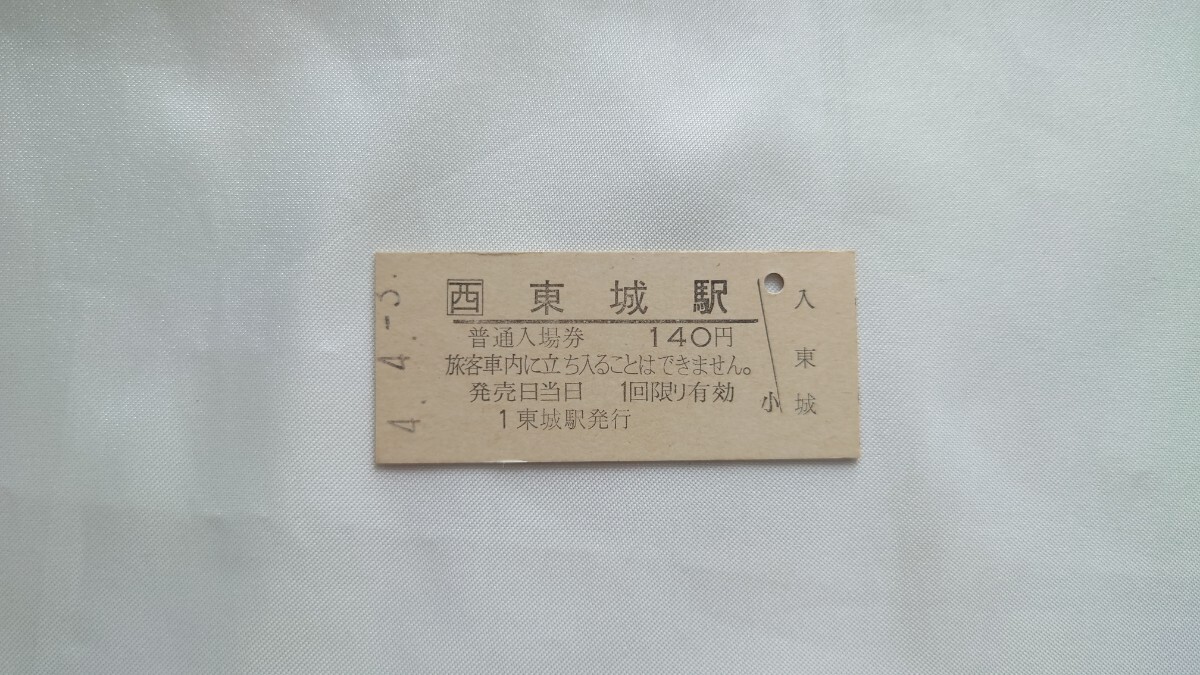 西 東城駅
普通入場券 140円
旅客車内に立ち入ることはできません。
発売日当日 1回限り有効
1 東城駅発行
小
入東城
4.4.-3.